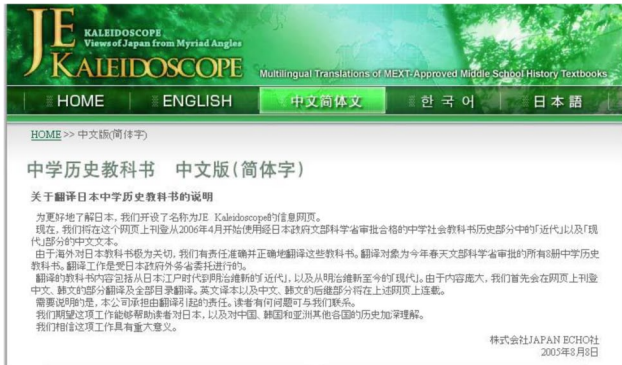 JE KALEIDOSCOPE
Views of Japan from Myriad Angles
KALEIDOSCOPE
Multilingual Translations of MEXT-Approved Middle School History Textbooks
HOME ENGLISH 中文简体文 한국어 日本語
HOME >> 中文版(简体字)
中学历史教科书 中文版(简体字)
关于翻译日本中学历史教科书的说明
为更好地了解日本，我们开设了名称为JE Kaleidoscope的信息网页。
现在，我们将在这个网页上刊登从2006年4月开始使用经日本政府文部科学省审批合格的中学社会教科书历史部分中的「近代」以及「现
代」部分的中文文本。
由于海外对日本教科书极为关切，我们有责任准确并正确地翻译这些教科书。翻译对象为今年春天文部科学省审批的所有8册中学历史
教科书。翻译工作是受日本政府外务省委托进行的。
翻译的教科书内容包括从日本江户时代到明治维新的「近代」，以及从明治维新至今的「现代」。由于内容庞大，我们首先会在网页上刊登
中文、韩文的部分翻译及全部目录翻译。英文译本以及中文、韩文的后继部分将在上述网页上连载。
需要说明的是，本公司承担由翻译引起的责任。读者有何问题可与我们联系。
我们期望这项工作能够帮助读者对日本，以及对中国、韩国和亚洲其他各国的历史加深理解。
我们相信这项工作具有重大意义。
株式会社JAPAN ECHO社
2005年8月8日